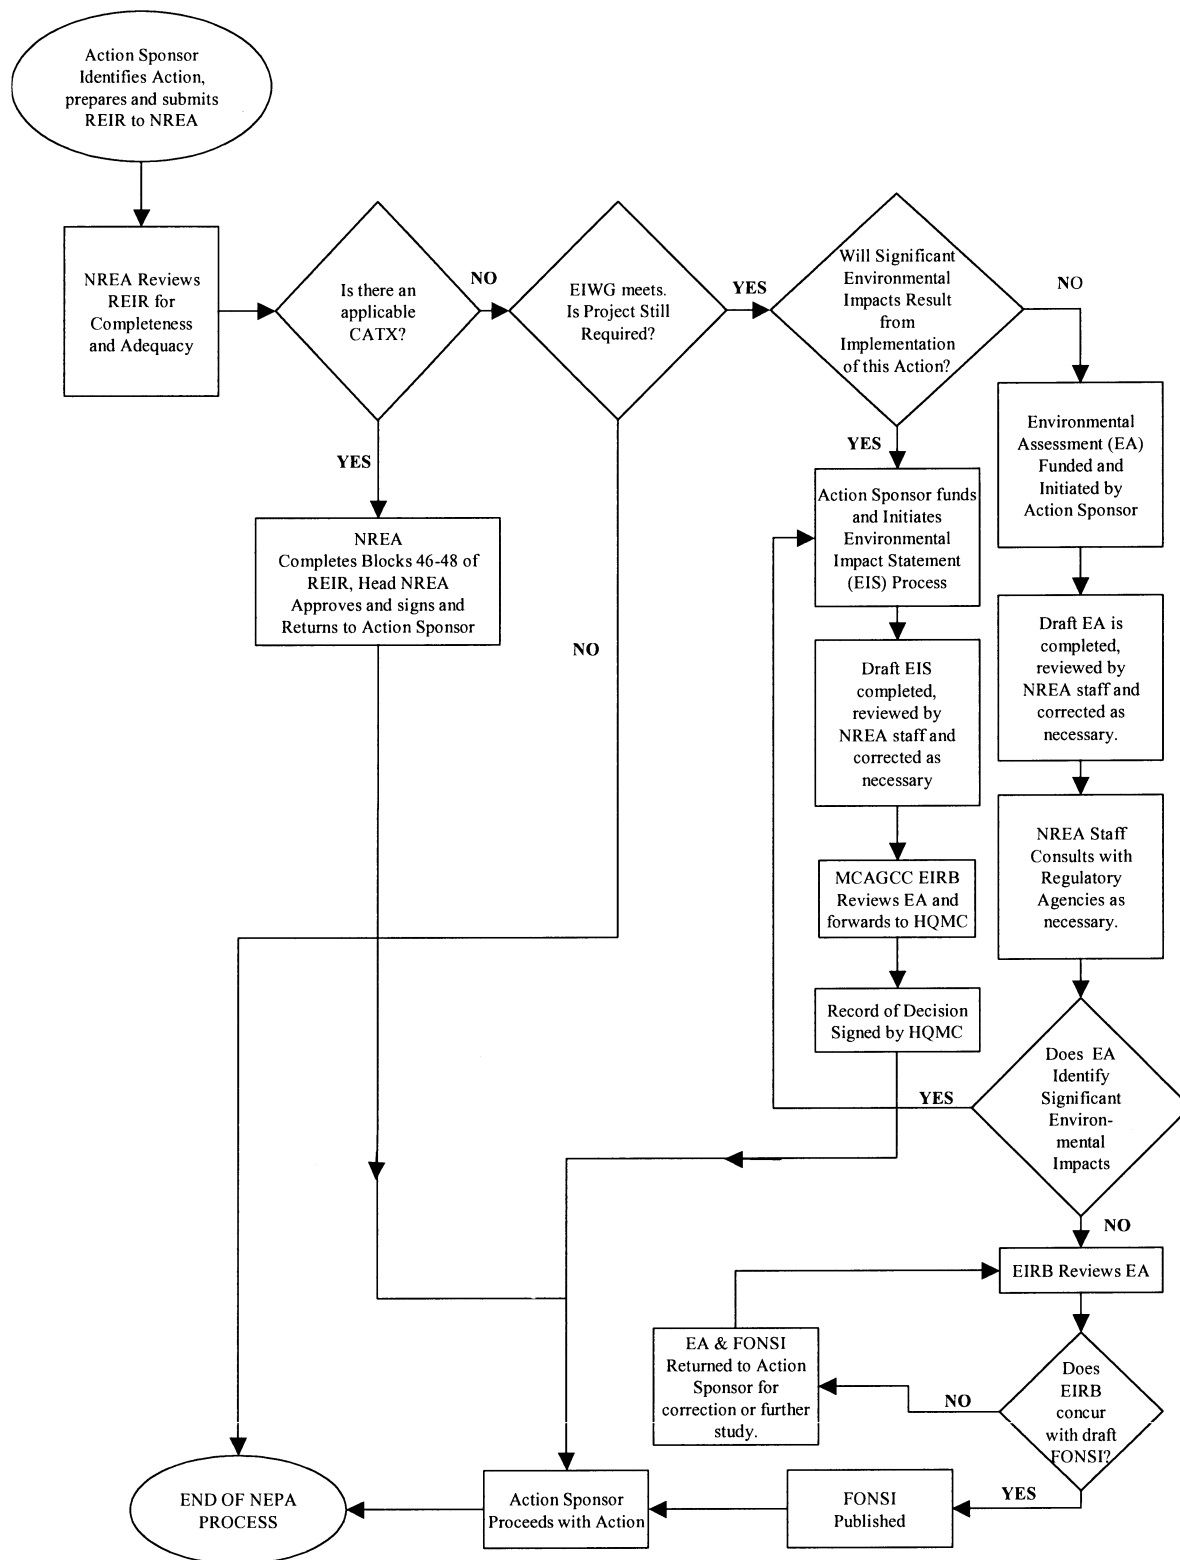 Action Sponsor
Identifies Action,
prepares and submits
REIR to NREA
NREA Reviews
REIR for
Completeness
and Adequacy
Is there an
applicable
CATX?
NO
EIWG meets.
Is Project Still
Required?
YES
Will Significant
Environmental
Impacts Result
from
Implementation
of this Action?
NO
YES
NREA
Completes Blocks 46-48 of
REIR, Head NREA
Approves and signs and
Returns to Action Sponsor
NO
YES
Action Sponsor funds
and Initiates
Environmental
Impact Statement
(EIS) Process
Environmental
Assessment (EA)
Funded and
Initiated by
Action Sponsor
Draft EIS
completed,
reviewed by
NREA staff and
corrected as
necessary
Draft EA is
completed,
reviewed by
NREA staff and
corrected as
necessary.
MCAGCC EIRB
Reviews EA and
forwards to HQMC
NREA Staff
Consults with
Regulatory
Agencies as
necessary.
Record of Decision
Signed by HQMC
Does EA
Identify
Significant
Environ-
mental
Impacts
YES
NO
EIRB Reviews EA
EA & FONSI
Returned to Action
Sponsor for
correction or further
study.
NO
Does
EIRB
concur
with draft
FONSI?
YES
FONSI
Published
Action Sponsor
Proceeds with Action
END OF NEPA
PROCESS